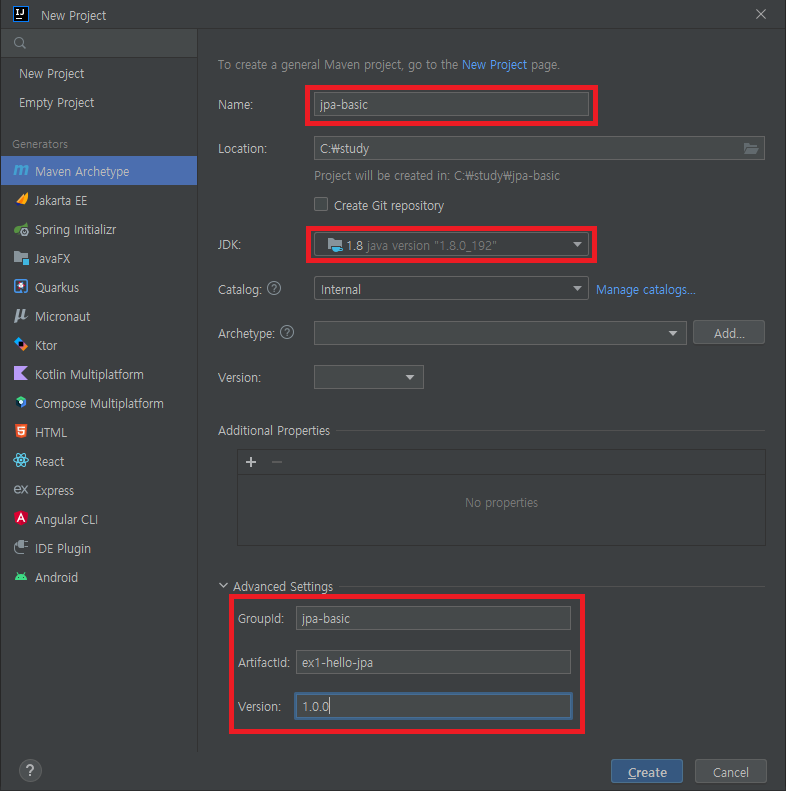 New Project
New Project
Empty Project
Generators
Maven Archetype
Jakarta EE
Spring Initializr
JavaFX
Quarkus
Micronaut
Ktor
Kotlin Multiplatform
Compose Multiplatform
HTML
React
Express
Angular CLI
IDE Plugin
Android
To create a general Maven project, go to the New Project page.
Name: jpa-basic
Location: C:₩study
Project will be created in: C:₩study₩jpa-basic
Create Git repository
JDK: 1.8 java version "1.8.0_192"
Catalog: ? Internal Manage catalogs...
Archetype: ? Add...
Version:
Additional Properties
+ −
No properties
Advanced Settings
GroupId: jpa-basic
ArtifactId: ex1-hello-jpa
Version: 1.0.0
? Create Cancel